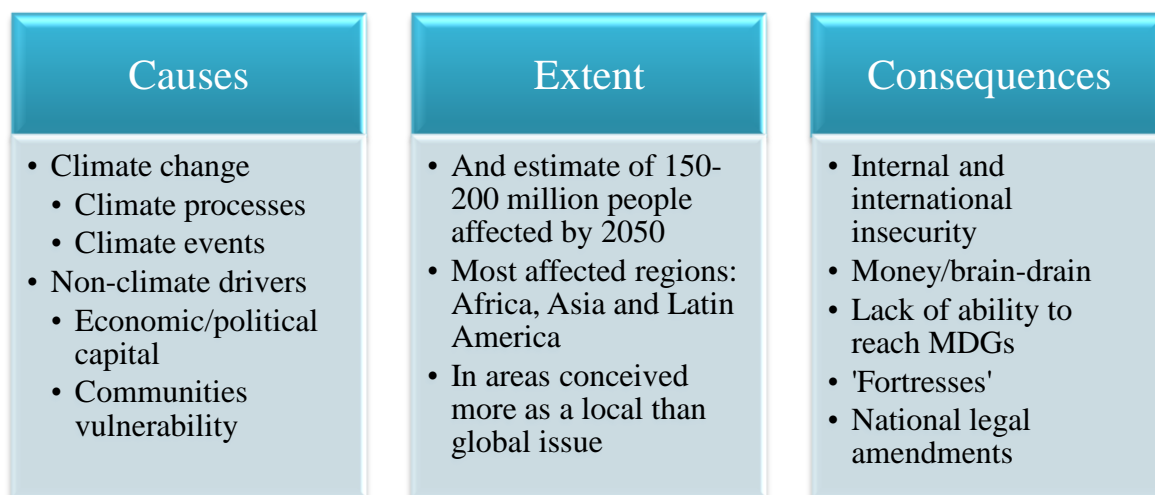 Causes
• Climate change
• Climate processes
• Climate events
• Non-climate drivers
• Economic/political
capital
• Communities
vulnerability
Extent
• And estimate of 150-
200 million people
affected by 2050
• Most affected regions:
Africa, Asia and Latin
America
• In areas conceived
more as a local than
global issue
Consequences
• Internal and
international
insecurity
• Money/brain-drain
• Lack of ability to
reach MDGs
• 'Fortresses'
• National legal
amendments